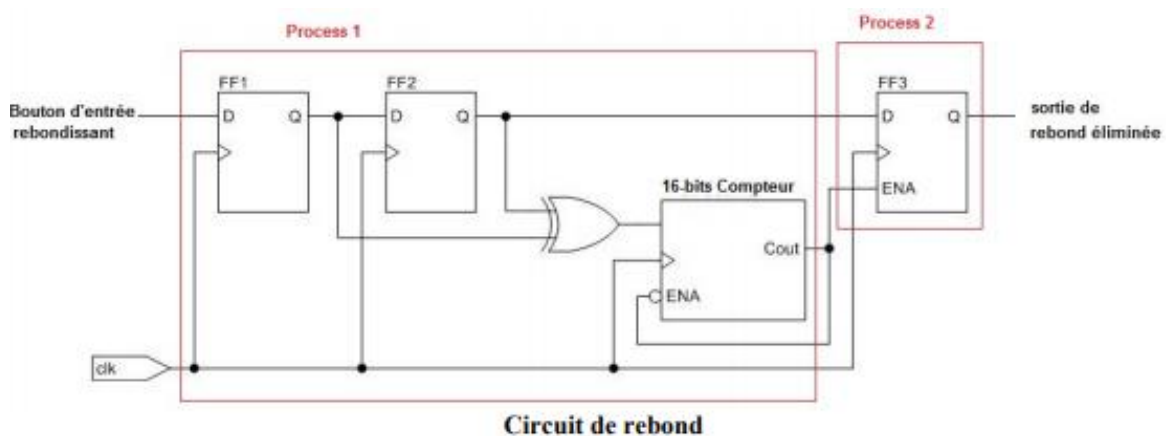 Process 1
Process 2
FF1
FF2
FF3
Bouton d'entrée
rebondissant
D Q
D Q
D Q
sortie de
rebond éliminée
16-bits Compteur
ENA
Cout
ENA
clk
Circuit de rebond